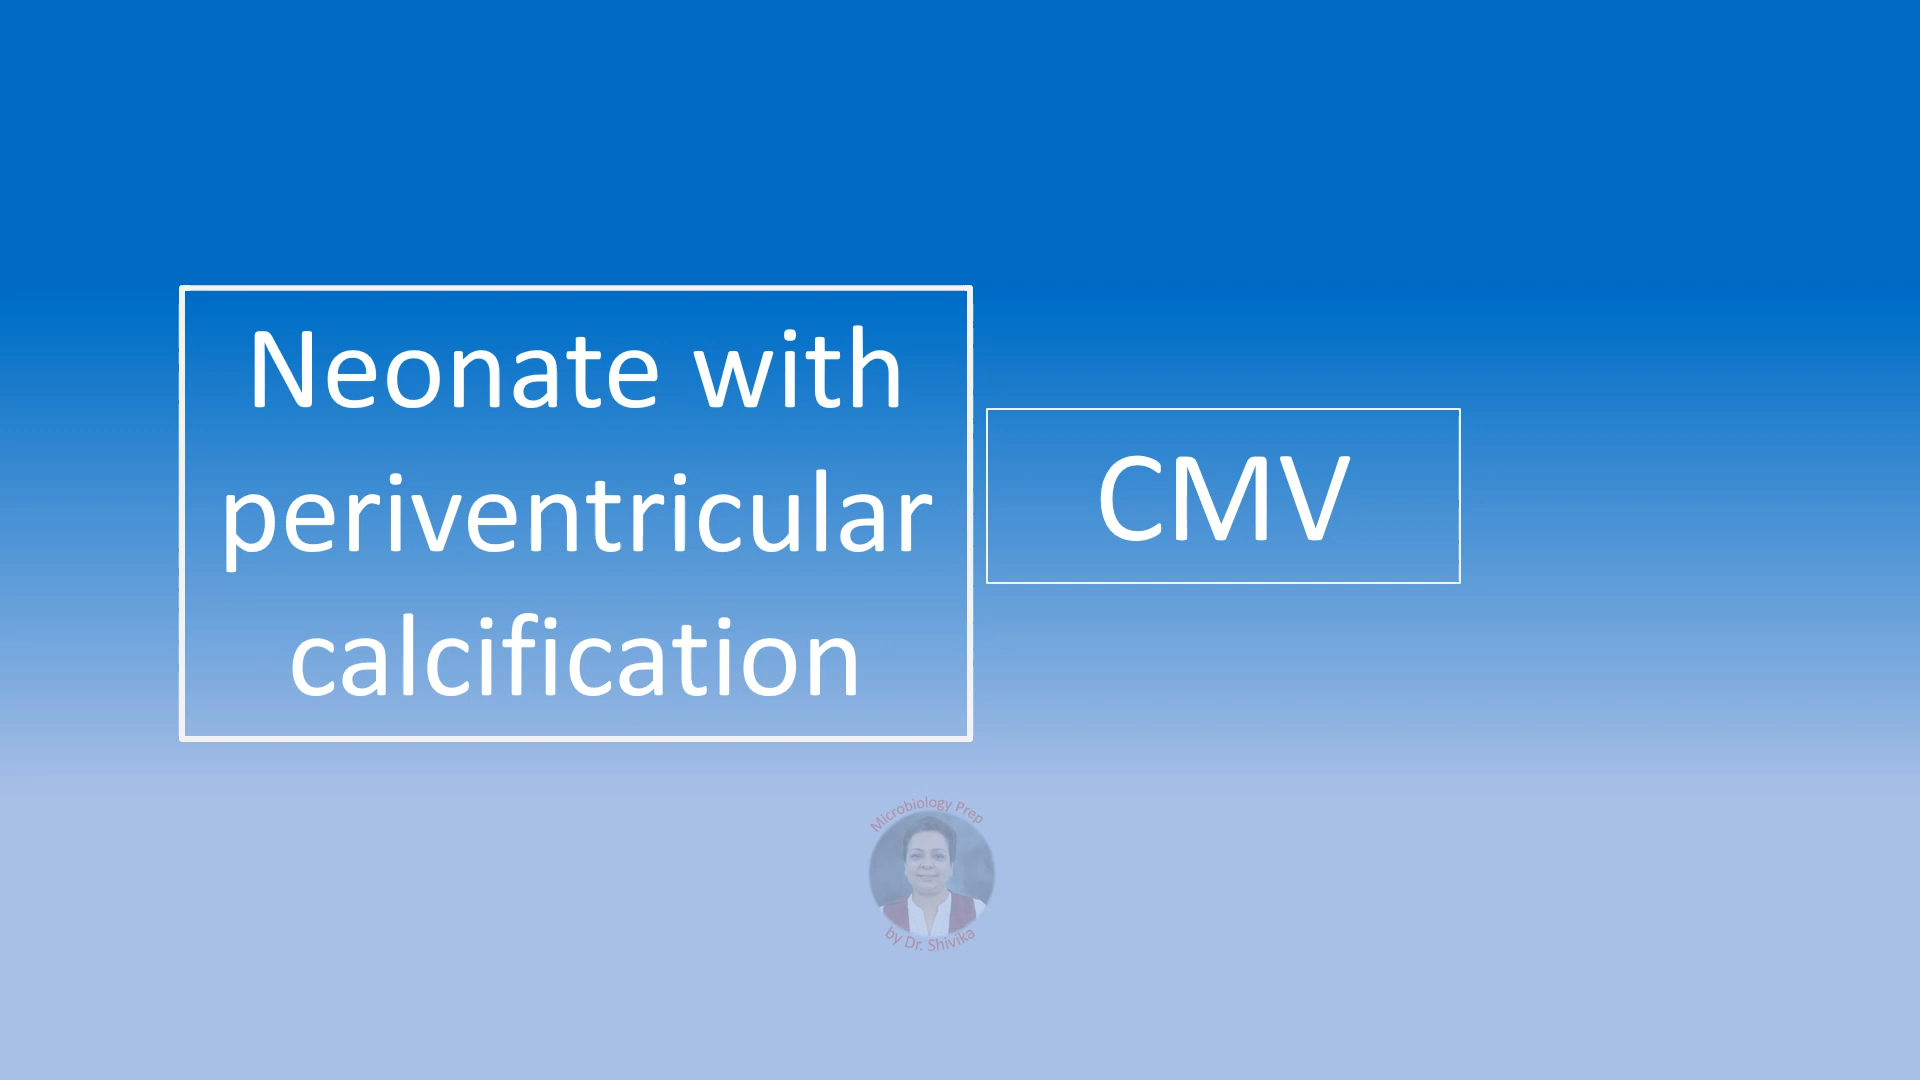 Neonate with
periventricular
calcification
CMV
Microbiology Prep
by Dr. Shivika